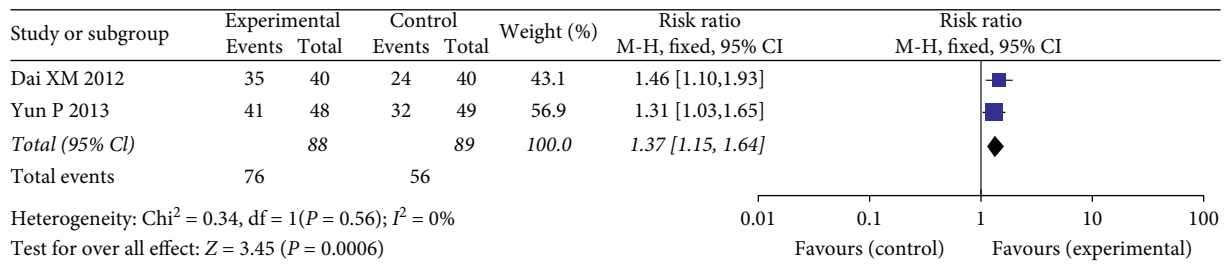 Study or subgroup Experimental Control Weight (%) Risk ratio Risk ratio
Events Total Events Total M-H, fixed, 95% CI M-H, fixed, 95% CI
Dai XM 2012 35 40 24 40 43.1 1.46 [1.10,1.93]
Yun P 2013 41 48 32 49 56.9 1.31 [1.03,1.65]
Total (95% Cl) 88 89 100.0 1.37 [1.15, 1.64]
Total events 76 56
Heterogeneity: Chi² = 0.34, df = 1(P = 0.56); I² = 0%
0.01 0.1 1 10 100
Test for over all effect: Z = 3.45 (P = 0.0006)
Favours (control) Favours (experimental)